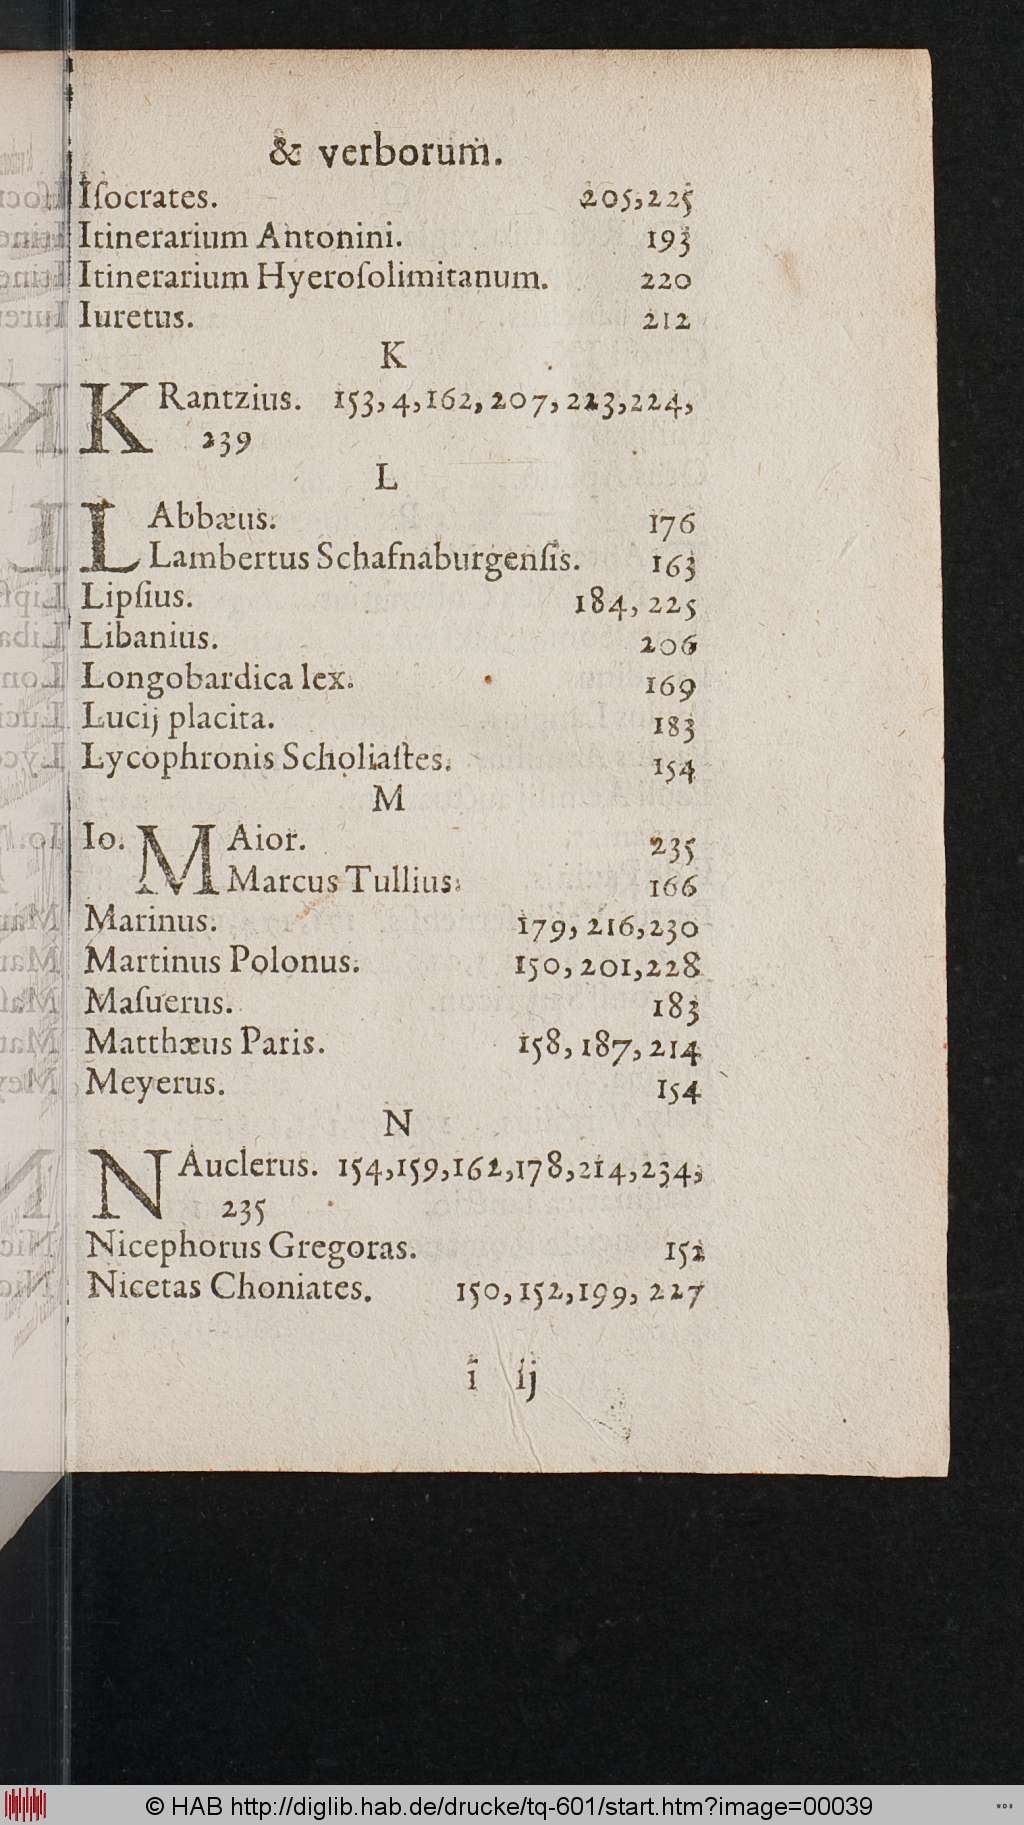 & verborum.
Iſocrates. 205,225
Itinerarium Antonini. 193
Itinerarium Hyeroſolimitanum. 220
Iuretus. 212
K
KRantzius. 153,4,162,207,223,224,
239
L
LAbbæus. 176
Lambertus Schafnaburgenſis. 163
Lipſius. 184, 225
Libanius. 206
Longobardica lex. 169
Lucij placita. 183
Lycophronis Scholiaſtes. 154
M
Io. MAior. 235
Marcus Tullius. 166
Marinus. 179, 216,230
Martinus Polonus. 150,201,228
Maſuerus. 183
Matthæus Paris. 158,187,214
Meyerus. 154
N
NAuclerus. 154,159,162,178,214,234,
235
Nicephorus Gregoras. 152
Nicetas Choniates. 150,152,199, 227
i ij
© HAB http://diglib.hab.de/drucke/tq-601/start.htm?image=00039